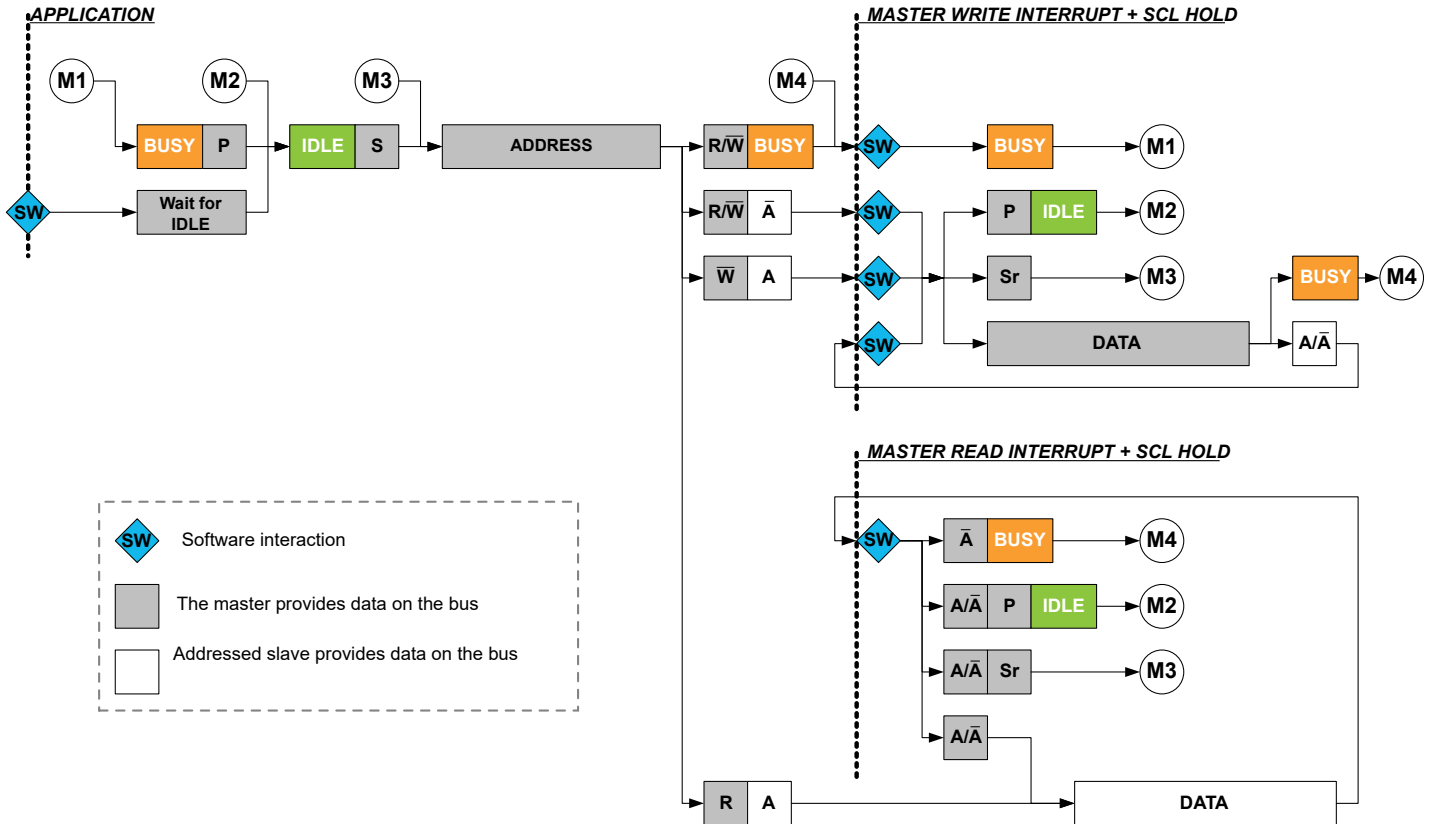 APPLICATION
MASTER WRITE INTERRUPT + SCL HOLD
M1
M2
M3
M4
BUSY P
IDLE S
ADDRESS
R/W̅ BUSY
SW
BUSY
M1
SW
Wait for
IDLE
R/W̅ A̅
SW
P IDLE
M2
W̅ A
SW
Sr
M3
BUSY
M4
SW
DATA
A/A̅
MASTER READ INTERRUPT + SCL HOLD
SW
Software interaction
SW
A̅ BUSY
M4
The master provides data on the bus
A/A̅ P IDLE
M2
Addressed slave provides data on the bus
A/A̅ Sr
M3
A/A̅
R A
DATA